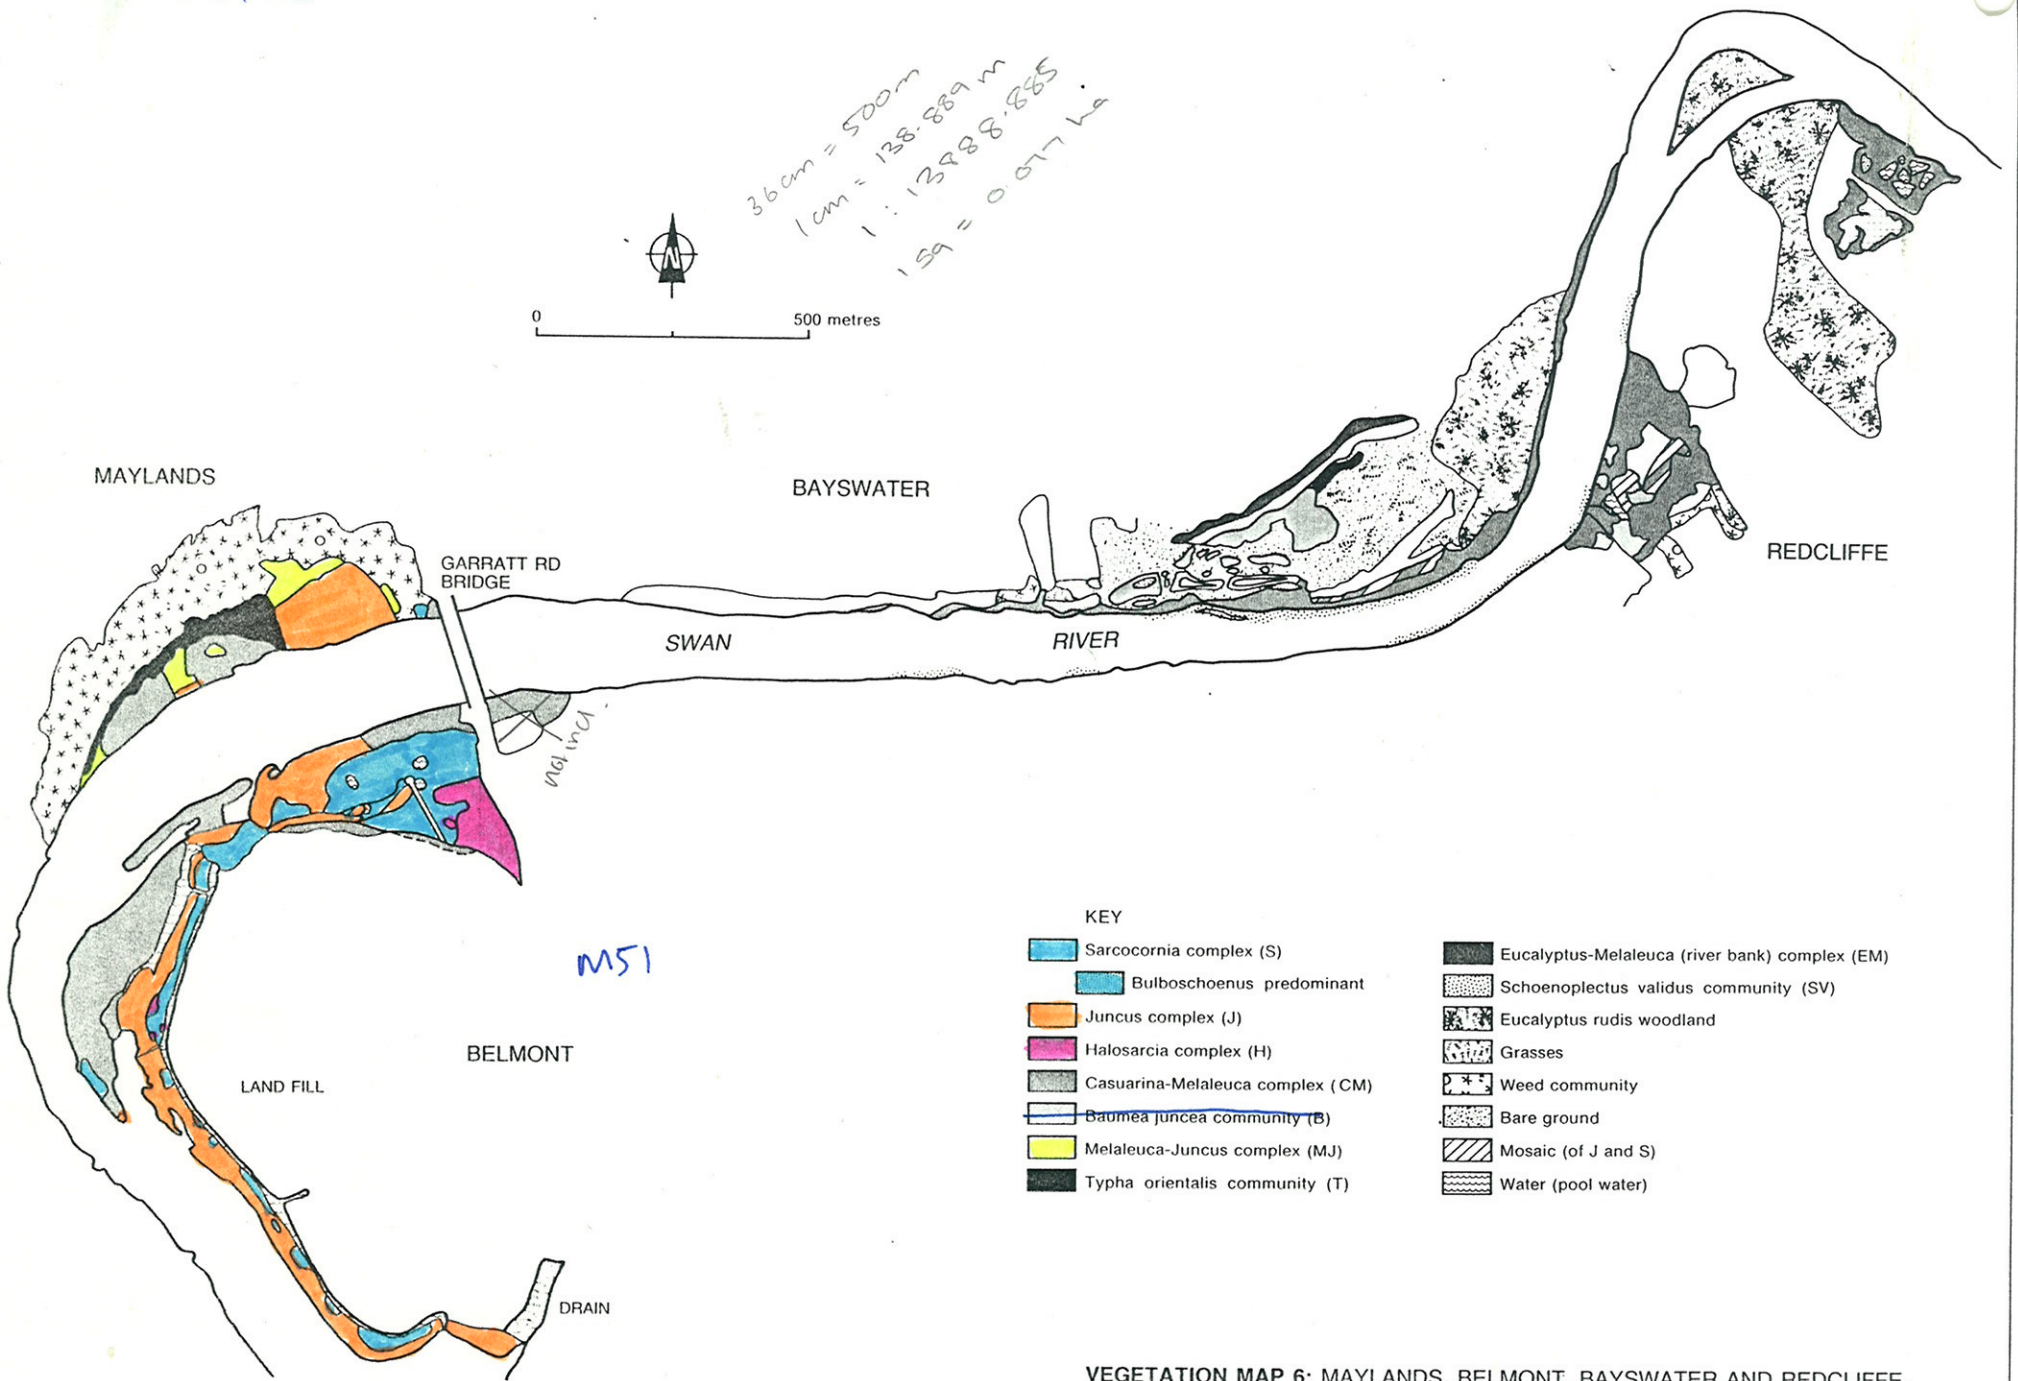 36cm = 500m
1cm = 138.889 m
1 : 13888.885
1 sq = 0.077 ha
N
0 500 metres
MAYLANDS
BAYSWATER
GARRATT RD
BRIDGE
REDCLIFFE
SWAN RIVER
not incl.
M51
BELMONT
LAND FILL
DRAIN
KEY
Sarcocornia complex (S)
Bulboschoenus predominant
Juncus complex (J)
Halosarcia complex (H)
Casuarina-Melaleuca complex (CM)
Baumea juncea community (B)
Melaleuca-Juncus complex (MJ)
Typha orientalis community (T)
Eucalyptus-Melaleuca (river bank) complex (EM)
Schoenoplectus validus community (SV)
Eucalyptus rudis woodland
Grasses
Weed community
Bare ground
Mosaic (of J and S)
Water (pool water)
VEGETATION MAP 6: MAYLANDS, BELMONT, BAYSWATER AND REDCLIFFE